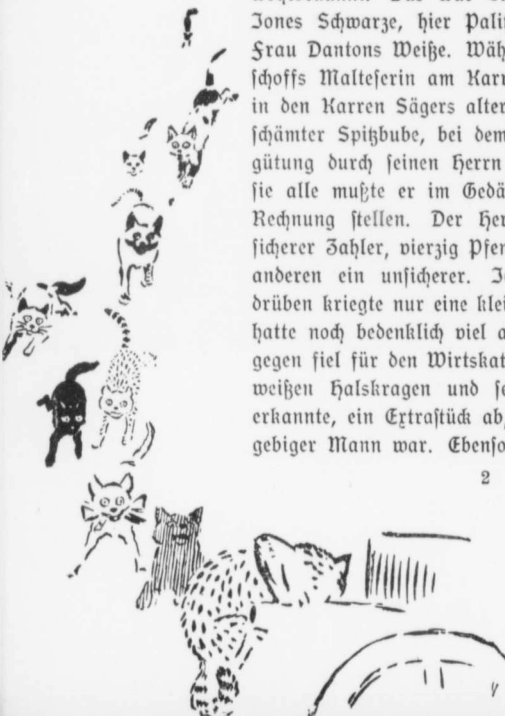 Jones Schwarze, hier Palin
Frau Dantons Weiße. Wäh
schoffs Malteserin am Karr
in den Karren Sägers alter
schämter Spitzbube, bei dem
gütung durch seinen Herrn
sie alle mußte er im Gedä
Rechnung stellen. Der Her
sicherer Zahler, vierzig Pfen
anderen ein unsicherer. J
drüben kriegte nur eine klei
hatte noch bedenklich viel a
gegen fiel für den Wirtskat
weißen Halskragen und se
erkannte, ein Extrastück ab,
gebiger Mann war. Ebenso
2